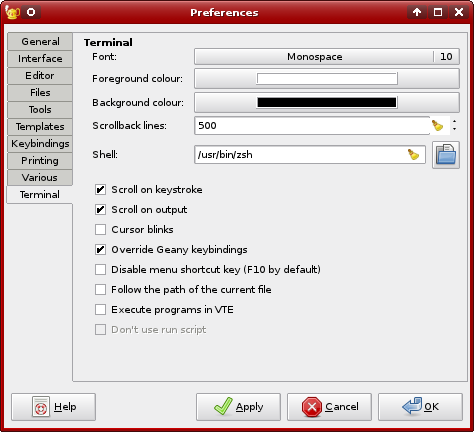 Preferences
General
Interface
Editor
Files
Tools
Templates
Keybindings
Printing
Various
Terminal
Terminal
Font: Monospace 10
Foreground colour:
Background colour:
Scrollback lines: 500
Shell: /usr/bin/zsh
Scroll on keystroke
Scroll on output
Cursor blinks
Override Geany keybindings
Disable menu shortcut key (F10 by default)
Follow the path of the current file
Execute programs in VTE
Don't use run script
Help Apply Cancel OK